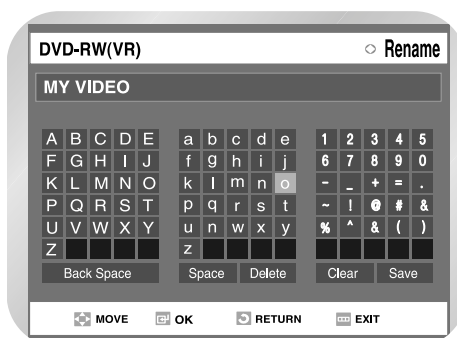 DVD-RW(VR) Rename
MY VIDEO
A B C D E a b c d e 1 2 3 4 5
F G H I J f g h i j 6 7 8 9 0
K L M N O k l m n o - _ + = .
P Q R S T p q r s t ~ ! @ # &
U V W X Y u n w x y % ^ & ( )
Z z
Back Space Space Delete Clear Save
MOVE OK RETURN EXIT